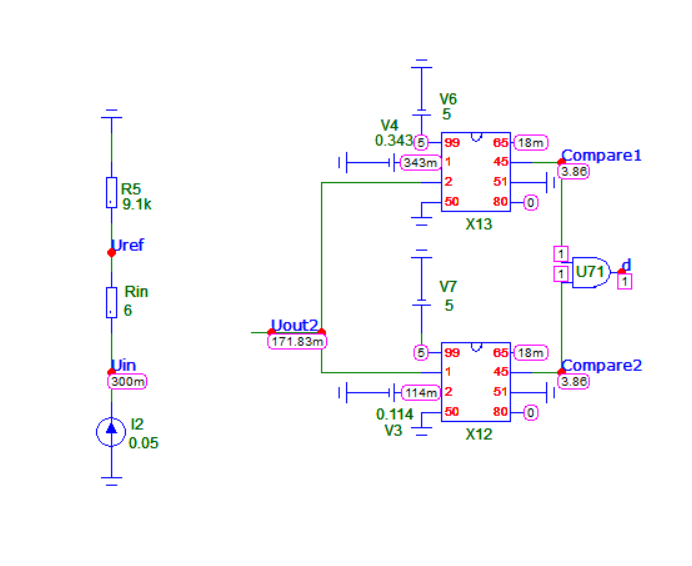 V6
5
V4
0.343
5
99
65
18m
343m
1
45
Compare1
3.86
2
51
50
80
0
X13
R5
9.1k
Uref
Rin
6
Uin
300m
I2
0.05
Uout2
171.83m
1
1
U71
d
1
V7
5
5
99
65
18m
1
45
Compare2
3.86
114m
2
51
0.114
50
80
0
V3
X12